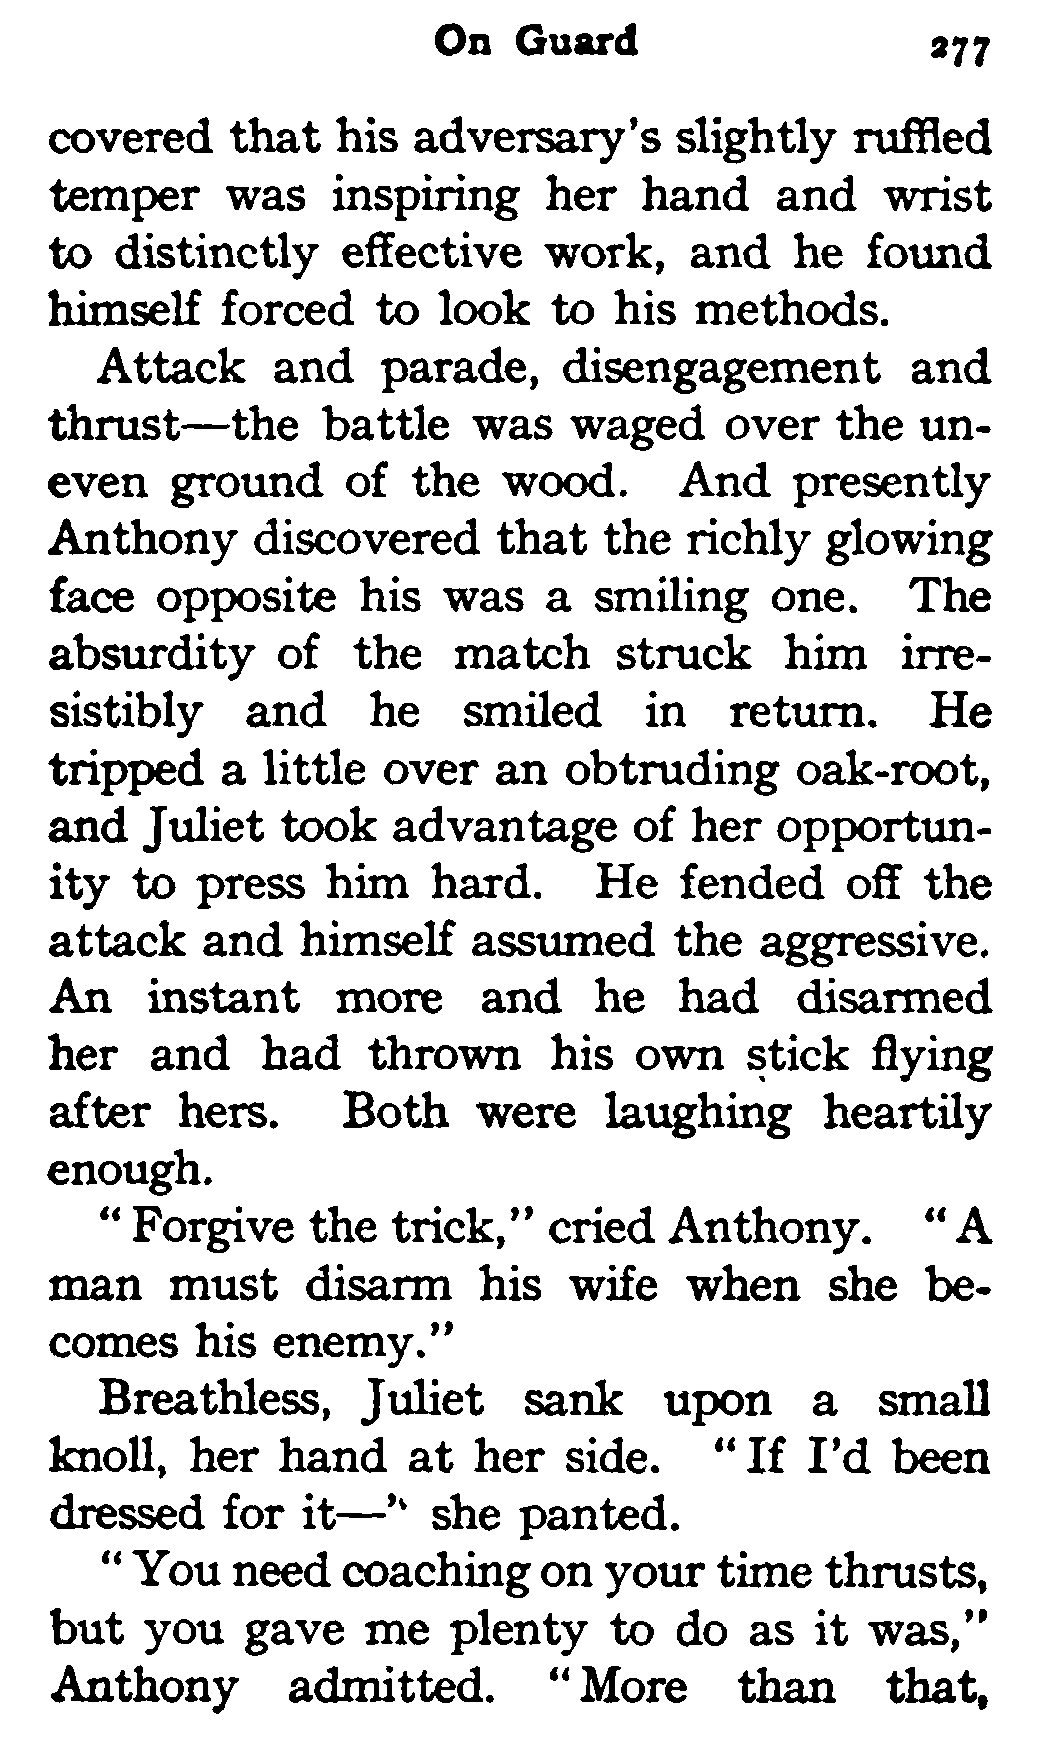 On Guard 277
covered that his adversary's slightly ruffled
temper was inspiring her hand and wrist
to distinctly effective work, and he found
himself forced to look to his methods.
Attack and parade, disengagement and
thrust—the battle was waged over the un-
even ground of the wood. And presently
Anthony discovered that the richly glowing
face opposite his was a smiling one. The
absurdity of the match struck him irre-
sistibly and he smiled in return. He
tripped a little over an obtruding oak-root,
and Juliet took advantage of her opportun-
ity to press him hard. He fended off the
attack and himself assumed the aggressive.
An instant more and he had disarmed
her and had thrown his own stick flying
after hers. Both were laughing heartily
enough.
"Forgive the trick," cried Anthony. "A
man must disarm his wife when she be-
comes his enemy."
Breathless, Juliet sank upon a small
knoll, her hand at her side. "If I'd been
dressed for it—" she panted.
"You need coaching on your time thrusts,
but you gave me plenty to do as it was,"
Anthony admitted. "More than that,